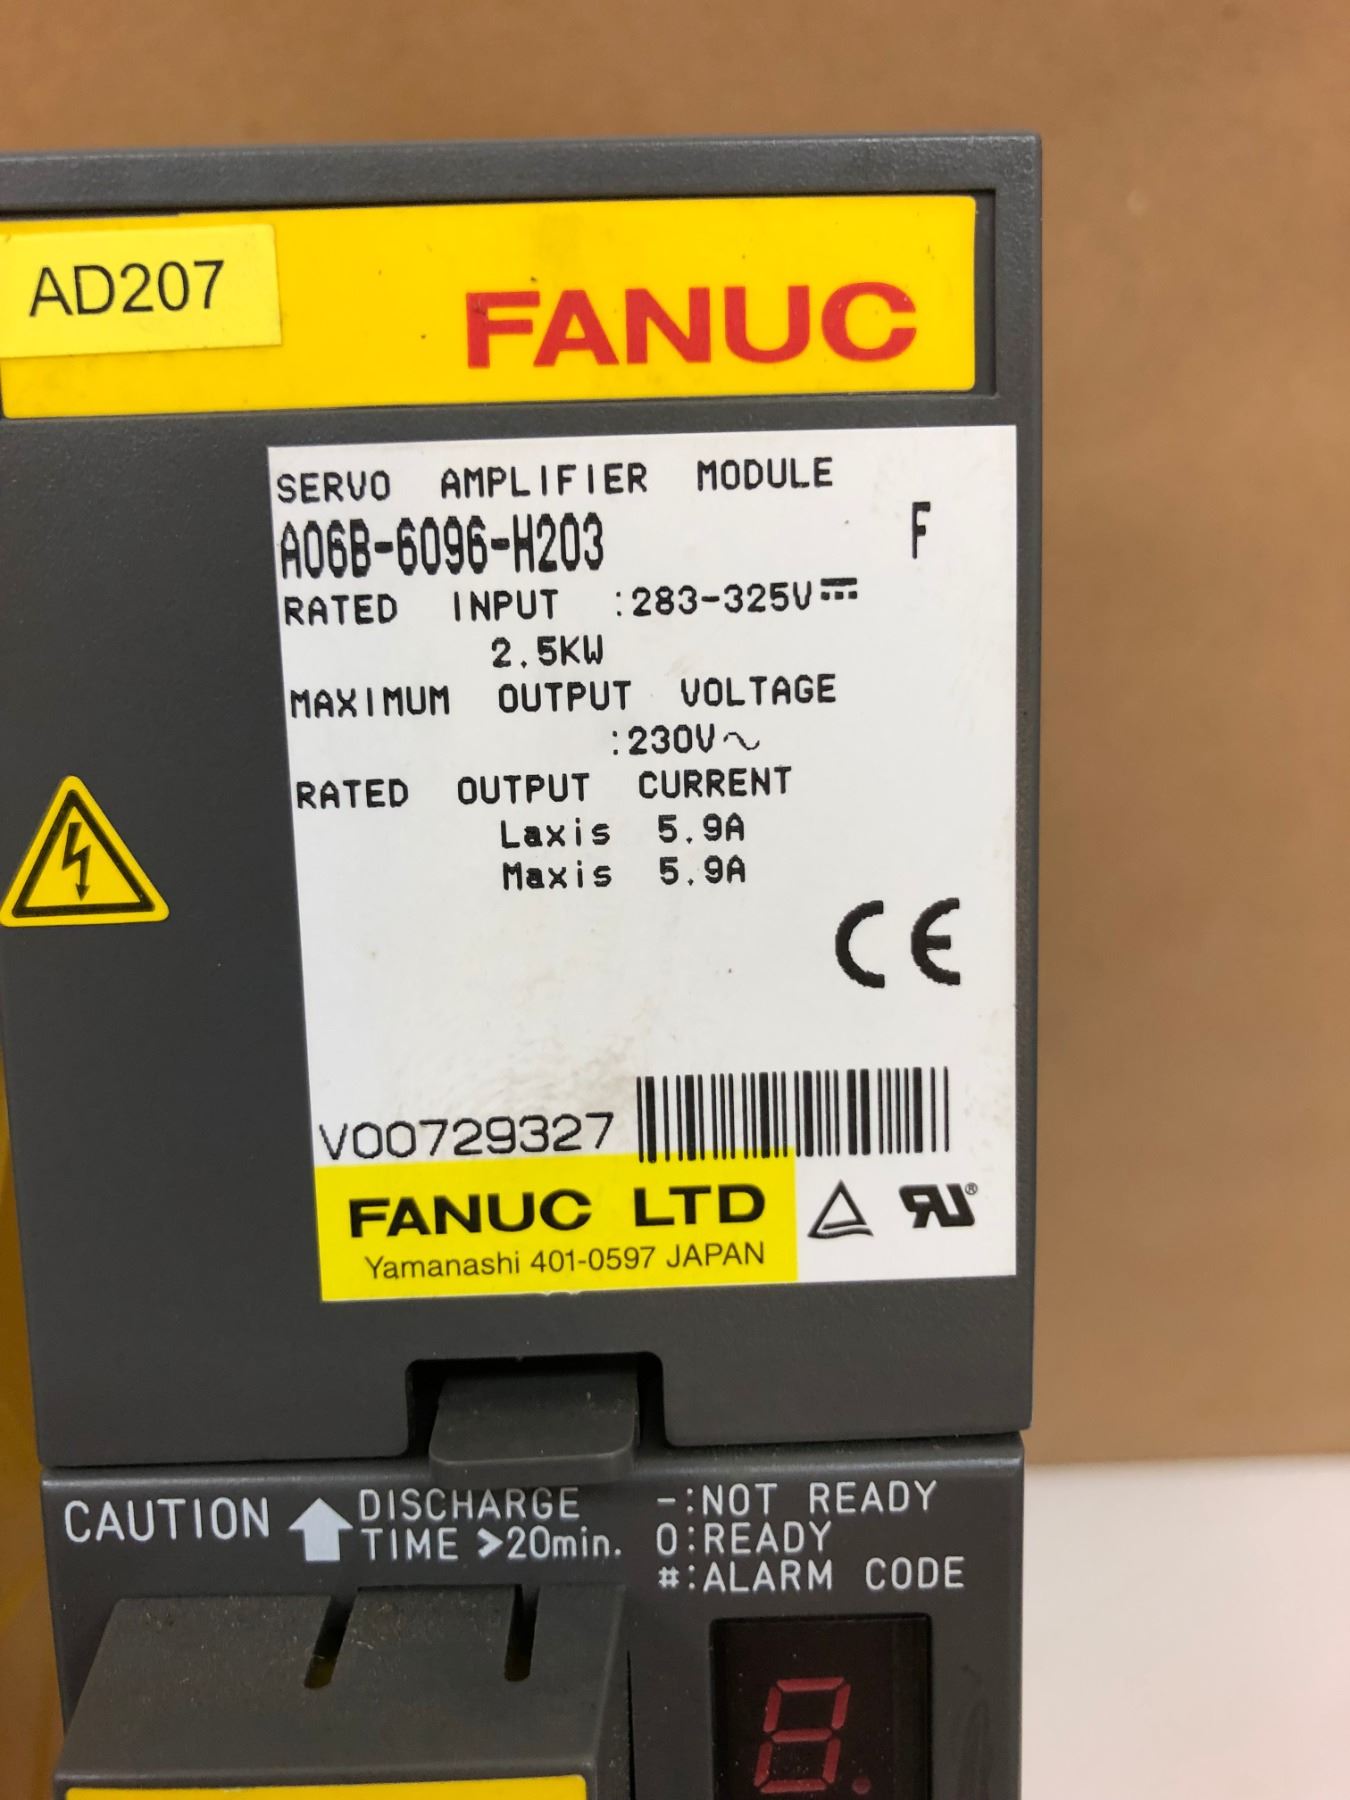 AD207
FANUC
SERVO AMPLIFIER MODULE
A06B-6096-H203 F
RATED INPUT :283-325V⎓
2.5KW
MAXIMUM OUTPUT VOLTAGE
:230V~
RATED OUTPUT CURRENT
Laxis 5.9A
Maxis 5.9A
CE
V00729327
FANUC LTD
Yamanashi 401-0597 JAPAN
RU®
CAUTION
DISCHARGE
TIME >20min.
-:NOT READY
0:READY
#:ALARM CODE
8.